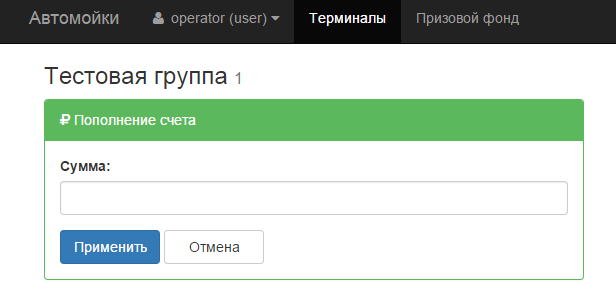 Автомойки operator (user) Терминалы Призовой фонд
Тестовая группа 1
₽ Пополнение счета
Сумма:
Применить Отмена